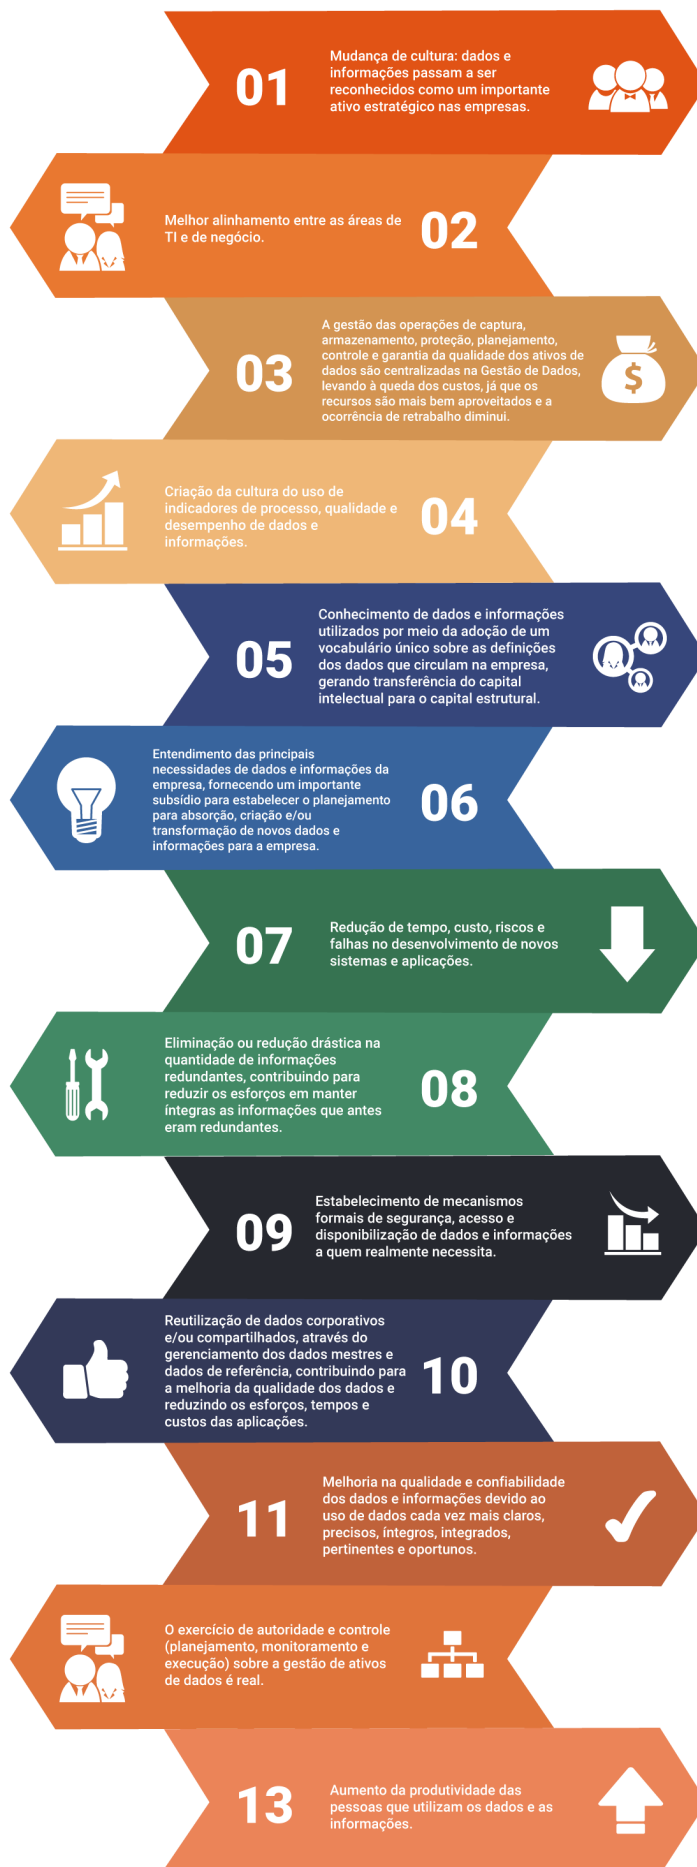 01
Mudança de cultura: dados e
informações passam a ser
reconhecidos como um importante
ativo estratégico nas empresas.
Melhor alinhamento entre as áreas de
TI e de negócio.
02
03
A gestão das operações de captura,
armazenamento, proteção, planejamento,
controle e garantia da qualidade dos ativos de
dados são centralizadas na Gestão de Dados,
levando à queda dos custos, já que os
recursos são mais bem aproveitados e a
ocorrência de retrabalho diminui.
$
Criação da cultura do uso de
indicadores de processo, qualidade e
desempenho de dados e
informações.
04
05
Conhecimento de dados e informações
utilizados por meio da adoção de um
vocabulário único sobre as definições
dos dados que circulam na empresa,
gerando transferência do capital
intelectual para o capital estrutural.
Entendimento das principais
necessidades de dados e informações da
empresa, fornecendo um importante
subsídio para estabelecer o planejamento
para absorção, criação e/ou
transformação de novos dados e
informações para a empresa.
06
07
Redução de tempo, custo, riscos e
falhas no desenvolvimento de novos
sistemas e aplicações.
Eliminação ou redução drástica na
quantidade de informações
redundantes, contribuindo para
reduzir os esforços em manter
íntegras as informações que antes
eram redundantes.
08
09
Estabelecimento de mecanismos
formais de segurança, acesso e
disponibilização de dados e informações
a quem realmente necessita.
Reutilização de dados corporativos
e/ou compartilhados, através do
gerenciamento dos dados mestres e
dados de referência, contribuindo para
a melhoria da qualidade dos dados e
reduzindo os esforços, tempos e
custos das aplicações.
10
11
Melhoria na qualidade e confiabilidade
dos dados e informações devido ao
uso de dados cada vez mais claros,
precisos, íntegros, integrados,
pertinentes e oportunos.
O exercício de autoridade e controle
(planejamento, monitoramento e
execução) sobre a gestão de ativos
de dados é real.
13
Aumento da produtividade das
pessoas que utilizam os dados e as
informações.